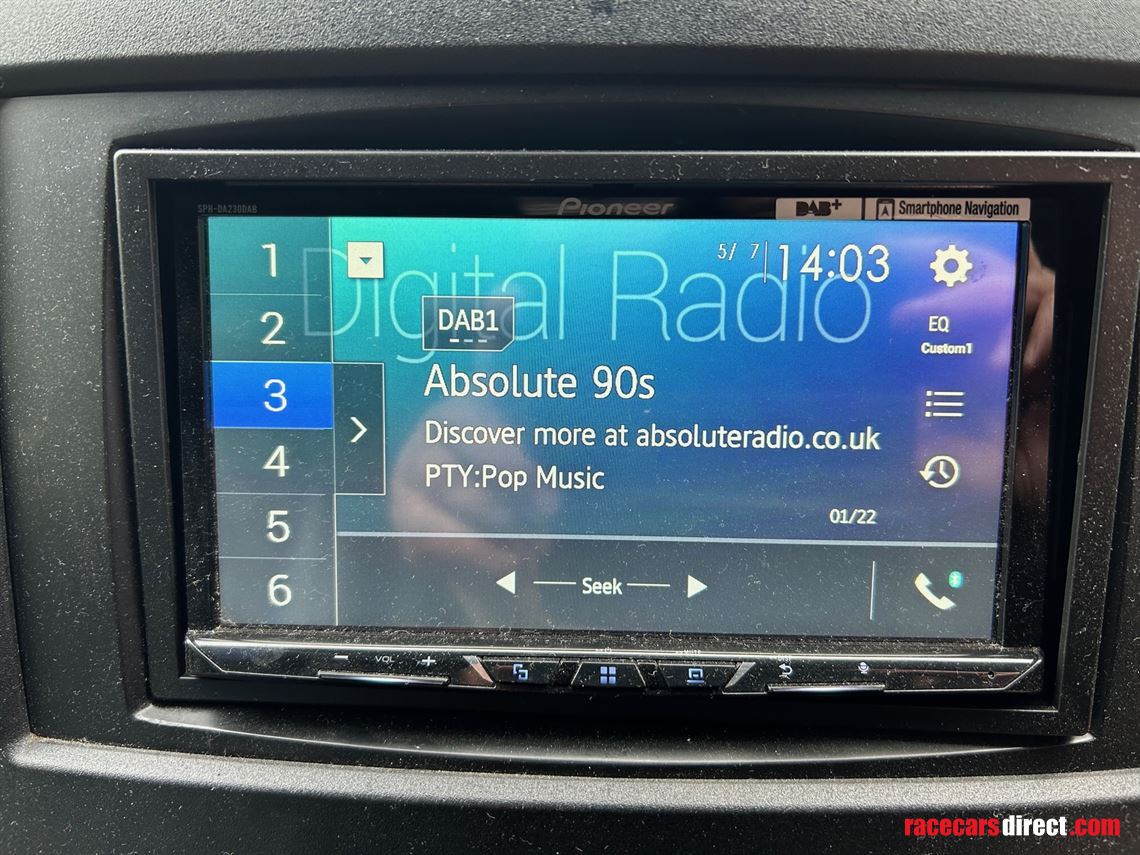 SPH-DA230DAB
Pioneer
DAB+
Smartphone Navigation
Digital Radio
5/ 7
14:03
1
2
3
4
5
6
DAB1
EQ
Custom1
Absolute 90s
Discover more at absoluteradio.co.uk
PTY:Pop Music
01/22
Seek
− VOL +
racecarsdirect.com